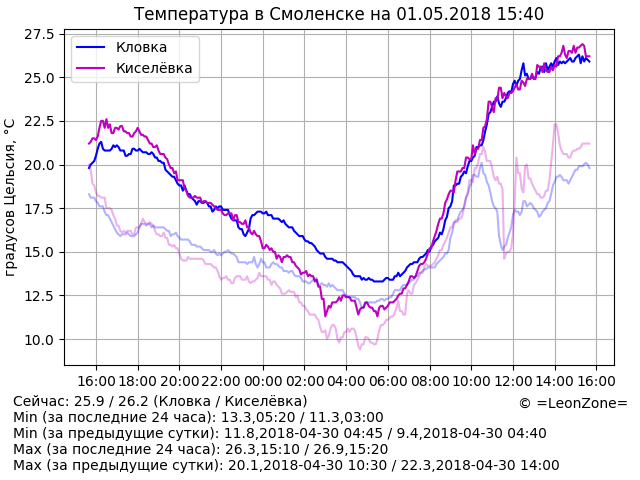 Температура в Смоленске на 01.05.2018 15:40
градусов Цельсия, °C
27.5
25.0
22.5
20.0
17.5
15.0
12.5
10.0
Кловка
Киселёвка
16:00 18:00 20:00 22:00 00:00 02:00 04:00 06:00 08:00 10:00 12:00 14:00 16:00
Сейчас: 25.9 / 26.2 (Кловка / Киселёвка)
© =LeonZone=
Min (за последние 24 часа): 13.3,05:20 / 11.3,03:00
Min (за предыдущие сутки): 11.8,2018-04-30 04:45 / 9.4,2018-04-30 04:40
Max (за последние 24 часа): 26.3,15:10 / 26.9,15:20
Max (за предыдущие сутки): 20.1,2018-04-30 10:30 / 22.3,2018-04-30 14:00